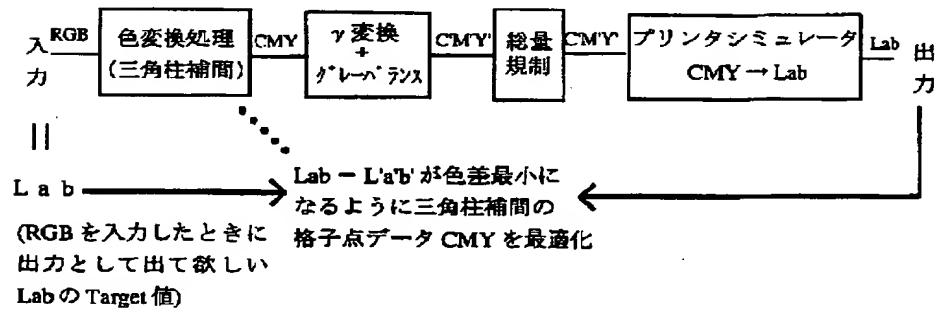 入力
RGB
色変換処理
(三角柱補間)
CMY
γ変換
+
グレーバランス
C'M'Y'
総量
規制
C'M'Y'
プリンタシミュレータ
CMY → Lab
Lab
出力
||
Lab
(RGB を入力したときに
出力として出て欲しい
Lab の Target 値)
Lab − L'a'b' が色差最小に
なるように三角柱補間の
格子点データ CMY を最適化